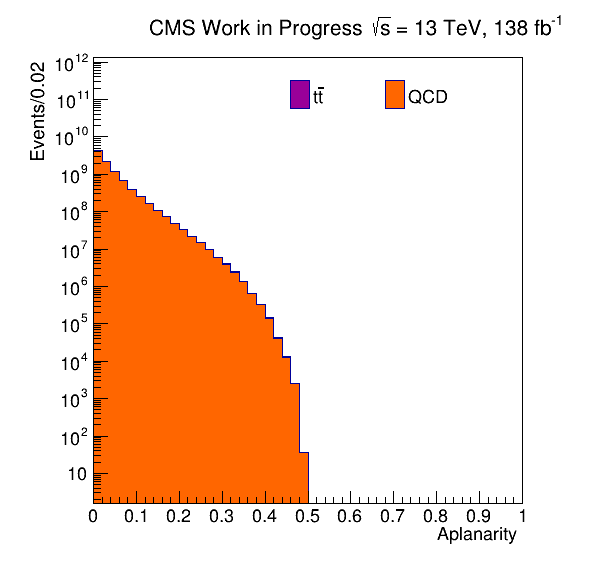 CMS Work in Progress √s = 13 TeV, 138 fb⁻¹
Events/0.02
10¹²
10¹¹
10¹⁰
10⁹
10⁸
10⁷
10⁶
10⁵
10⁴
10³
10²
10
tt̄
QCD
0 0.1 0.2 0.3 0.4 0.5 0.6 0.7 0.8 0.9 1
Aplanarity